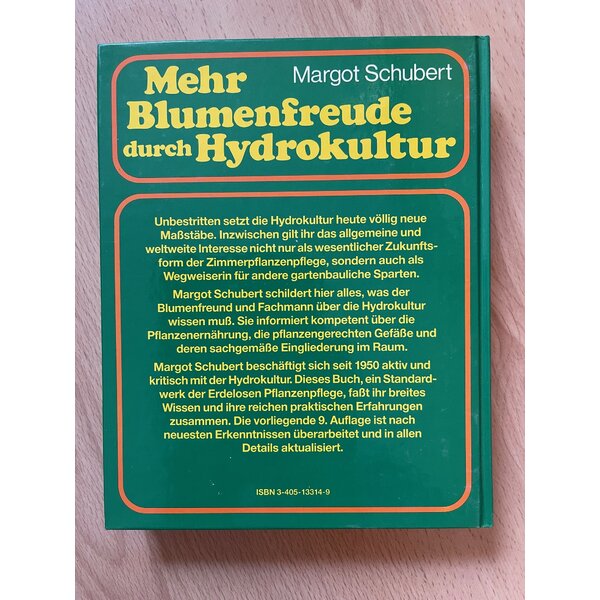 Mehr Margot Schubert
Blumenfreude
durch Hydrokultur
Unbestritten setzt die Hydrokultur heute völlig neue
Maßstäbe. Inzwischen gilt ihr das allgemeine und
weltweite Interesse nicht nur als wesentlicher Zukunfts-
form der Zimmerpflanzenpflege, sondern auch als
Wegweiserin für andere gartenbauliche Sparten.
Margot Schubert schildert hier alles, was der
Blumenfreund und Fachmann über die Hydrokultur
wissen muß. Sie informiert kompetent über die
Pflanzenernährung, die pflanzengerechten Gefäße und
deren sachgemäße Eingliederung im Raum.
Margot Schubert beschäftigt sich seit 1950 aktiv und
kritisch mit der Hydrokultur. Dieses Buch, ein Standard-
werk der Erdelosen Pflanzenpflege, faßt ihr breites
Wissen und ihre reichen praktischen Erfahrungen
zusammen. Die vorliegende 9. Auflage ist nach
neuesten Erkenntnissen überarbeitet und in allen
Details aktualisiert.
ISBN 3-405-13314-9